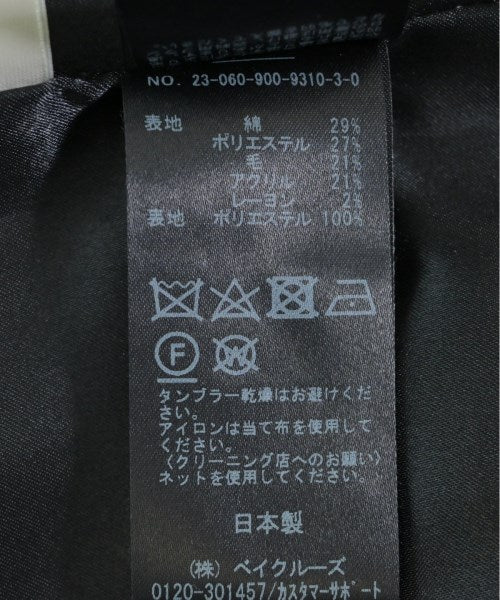 NO. 23-060-900-9310-3-0
表地 綿 29%
ポリエステル 27%
毛 21%
アクリル 21%
レーヨン 2%
表地 ポリエステル 100%
F W
タンブラー乾燥はお避けくだ
さい。
アイロンは当て布を使用して
ください。
〈クリーニング店へのお願い〉
ネットを使用してください。
日本製
(株) ベイクルーズ
0120-301457/カスタマーサポート